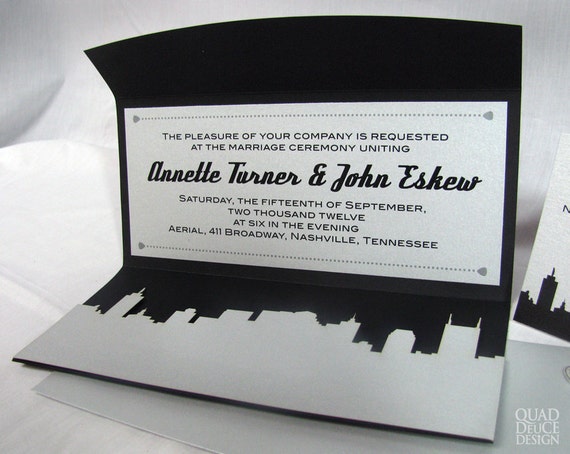 The pleasure of your company is requested
at the marriage ceremony uniting
Annette Turner & John Eskew
Saturday, the fifteenth of September,
two thousand twelve
at six in the evening
Aerial, 411 Broadway, Nashville, Tennessee
N
QUAD
DEUCE
DESIGN